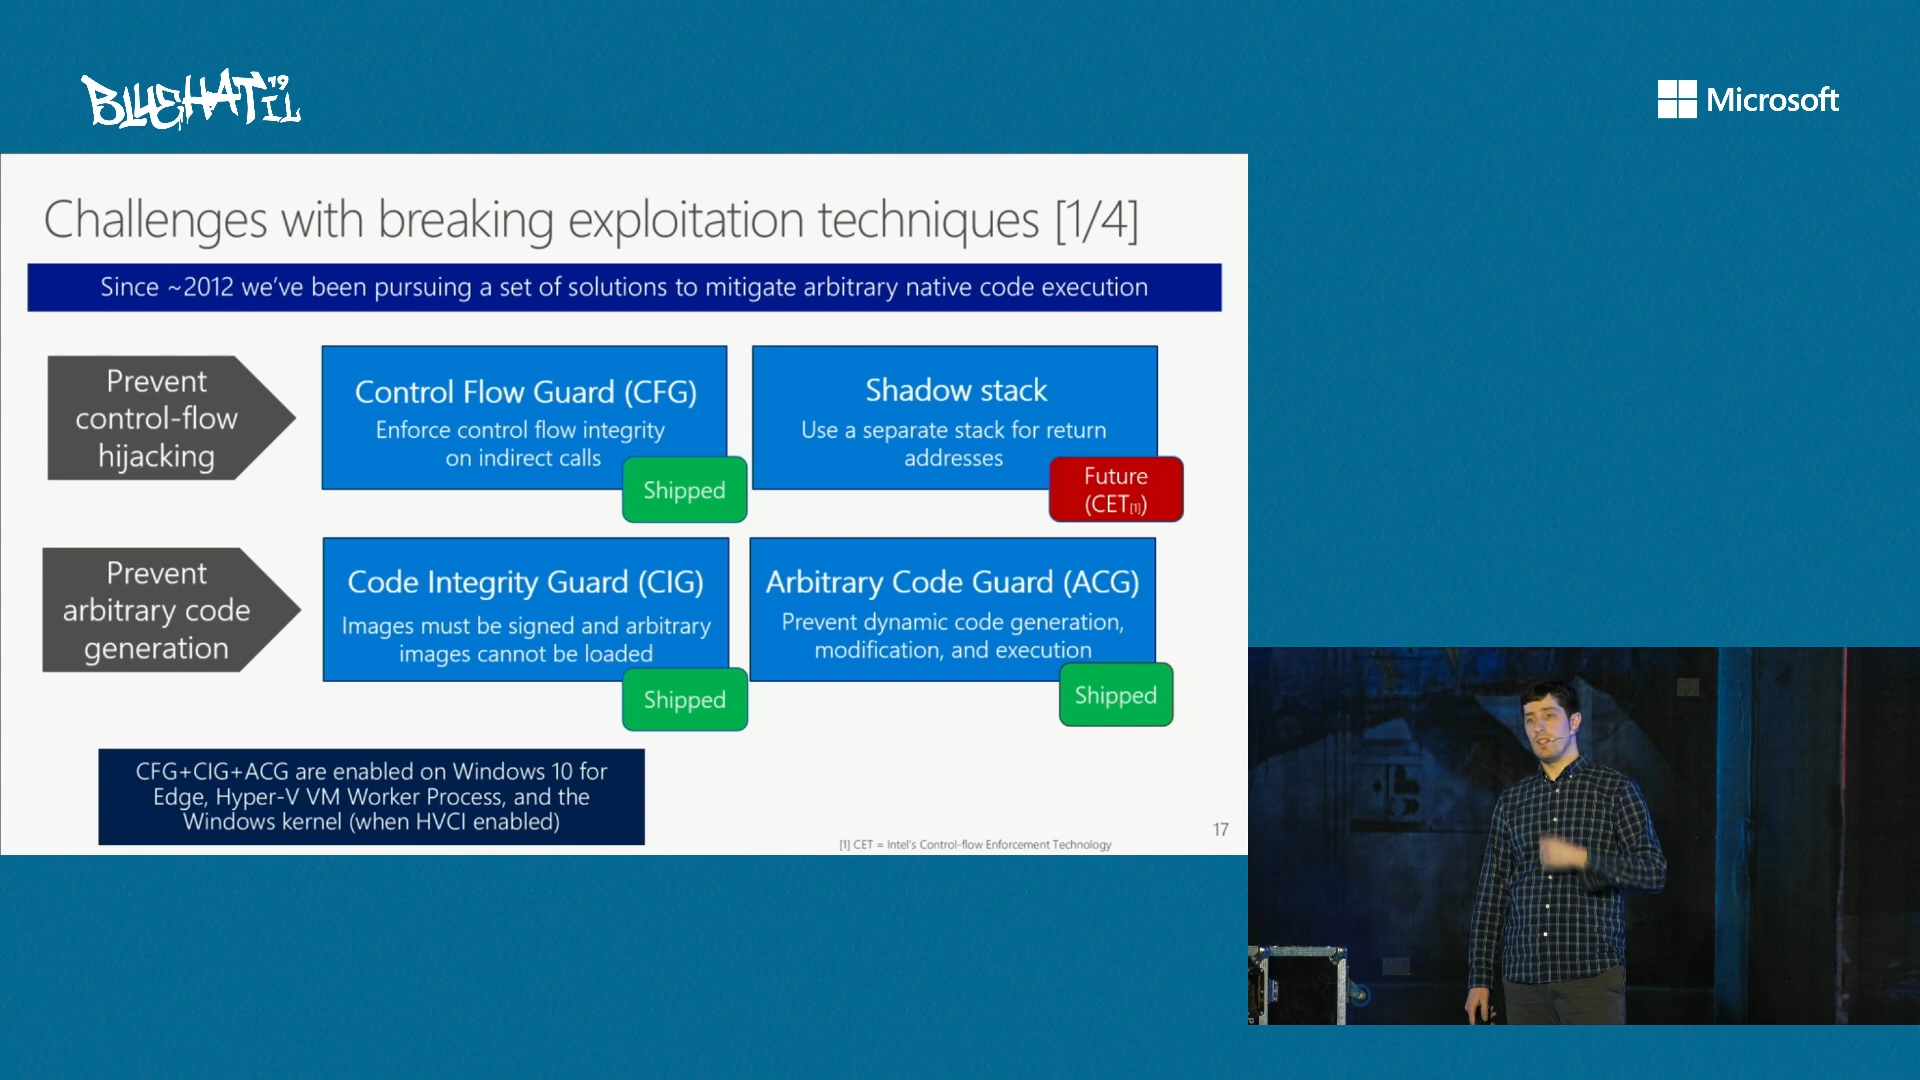 BLUEHAT IL 19
Microsoft
Challenges with breaking exploitation techniques [1/4]
Since ~2012 we've been pursuing a set of solutions to mitigate arbitrary native code execution
Prevent
control-flow
hijacking
Control Flow Guard (CFG)
Enforce control flow integrity
on indirect calls
Shipped
Shadow stack
Use a separate stack for return
addresses
Future
(CET[1])
Prevent
arbitrary code
generation
Code Integrity Guard (CIG)
Images must be signed and arbitrary
images cannot be loaded
Shipped
Arbitrary Code Guard (ACG)
Prevent dynamic code generation,
modification, and execution
Shipped
CFG+CIG+ACG are enabled on Windows 10 for
Edge, Hyper-V VM Worker Process, and the
Windows kernel (when HVCI enabled)
[1] CET = Intel's Control-flow Enforcement Technology
17